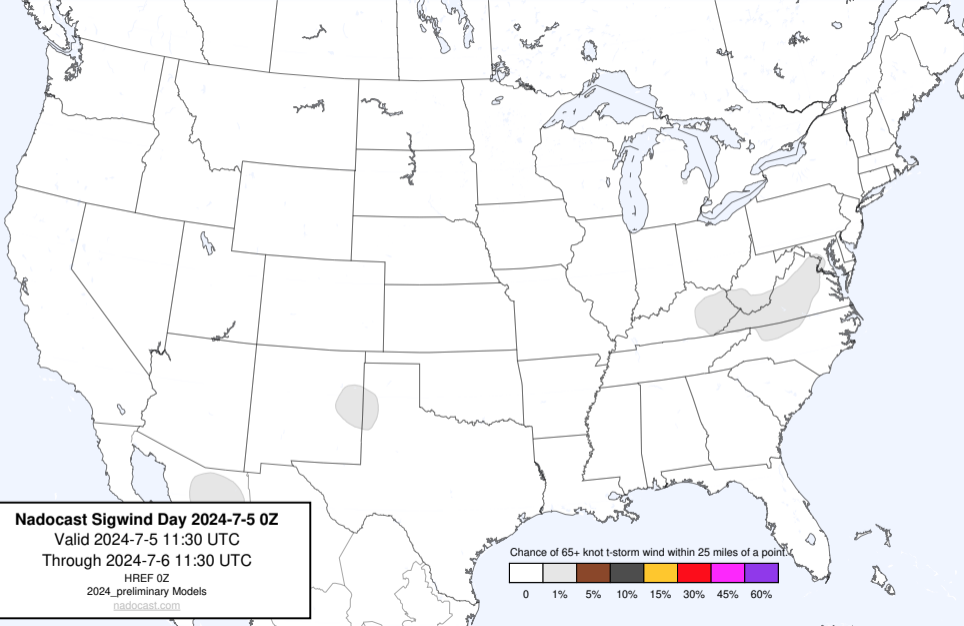 Nadocast Sigwind Day 2024-7-5 0Z
Valid 2024-7-5 11:30 UTC
Through 2024-7-6 11:30 UTC
HREF 0Z
2024_preliminary Models
nadocast.com
Chance of 65+ knot t-storm wind within 25 miles of a point.
0 1% 5% 10% 15% 30% 45% 60%